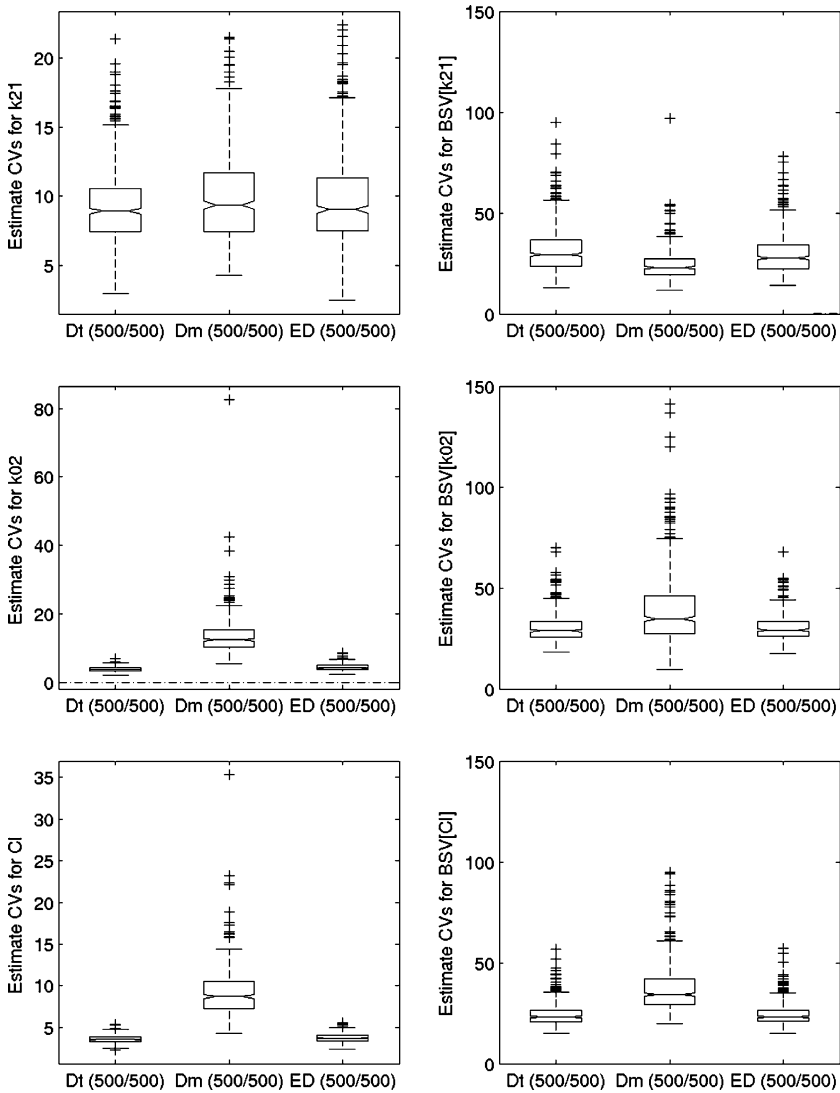 Estimate CVs for k21
20
15
10
5
Dt (500/500) Dm (500/500) ED (500/500)
Estimate CVs for BSV[k21]
150
100
50
0
Dt (500/500) Dm (500/500) ED (500/500)
Estimate CVs for k02
80
60
40
20
0
Dt (500/500) Dm (500/500) ED (500/500)
Estimate CVs for BSV[k02]
150
100
50
0
Dt (500/500) Dm (500/500) ED (500/500)
Estimate CVs for Cl
35
30
25
20
15
10
5
Dt (500/500) Dm (500/500) ED (500/500)
Estimate CVs for BSV[Cl]
150
100
50
0
Dt (500/500) Dm (500/500) ED (500/500)